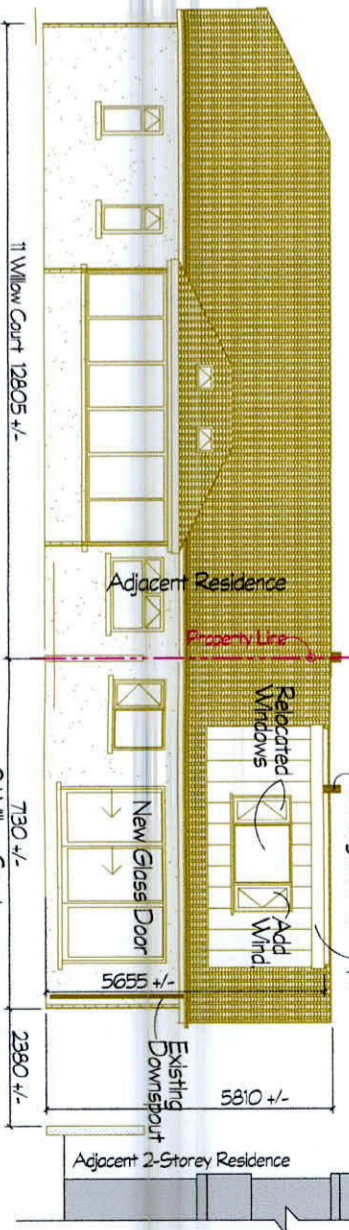 11 Willow Court 12805 +/-
Adjacent Residence
Property Line
Relocated
Windows
Add
Wind.
New Glass Door
7130 +/-
5655 +/-
5810 +/-
Existing
Downspout
2380 +/-
Adjacent 2-Storey Residence